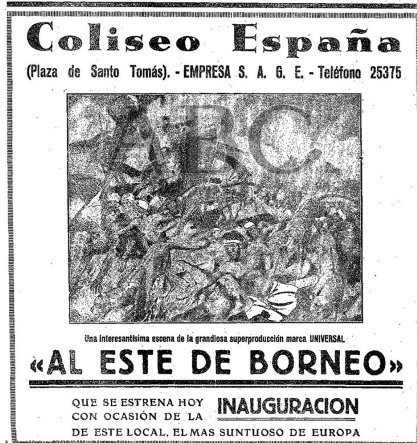 Coliseo España
(Plaza de Santo Tomás). - EMPRESA S. A. G. E. - Teléfono 25375
ABC
Una interesantísima escena de la grandiosa superproducción marca UNIVERSAL
«AL ESTE DE BORNEO»
QUE SE ESTRENA HOY
CON OCASIÓN DE LA INAUGURACION
DE ESTE LOCAL, EL MAS SUNTUOSO DE EUROPA